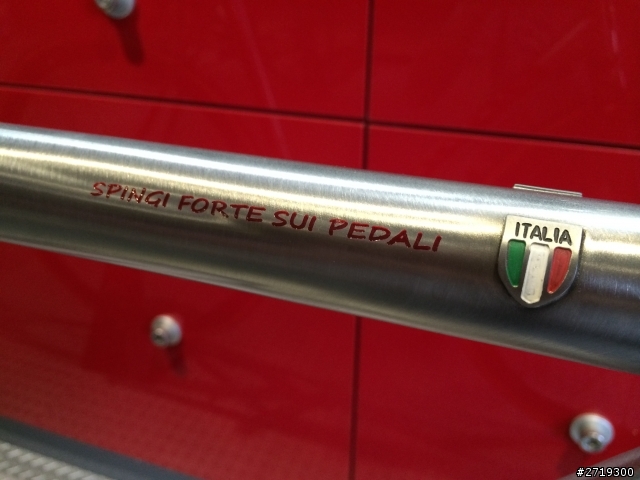 SPINGI FORTE SUI PEDALI
ITALIA
#2719300